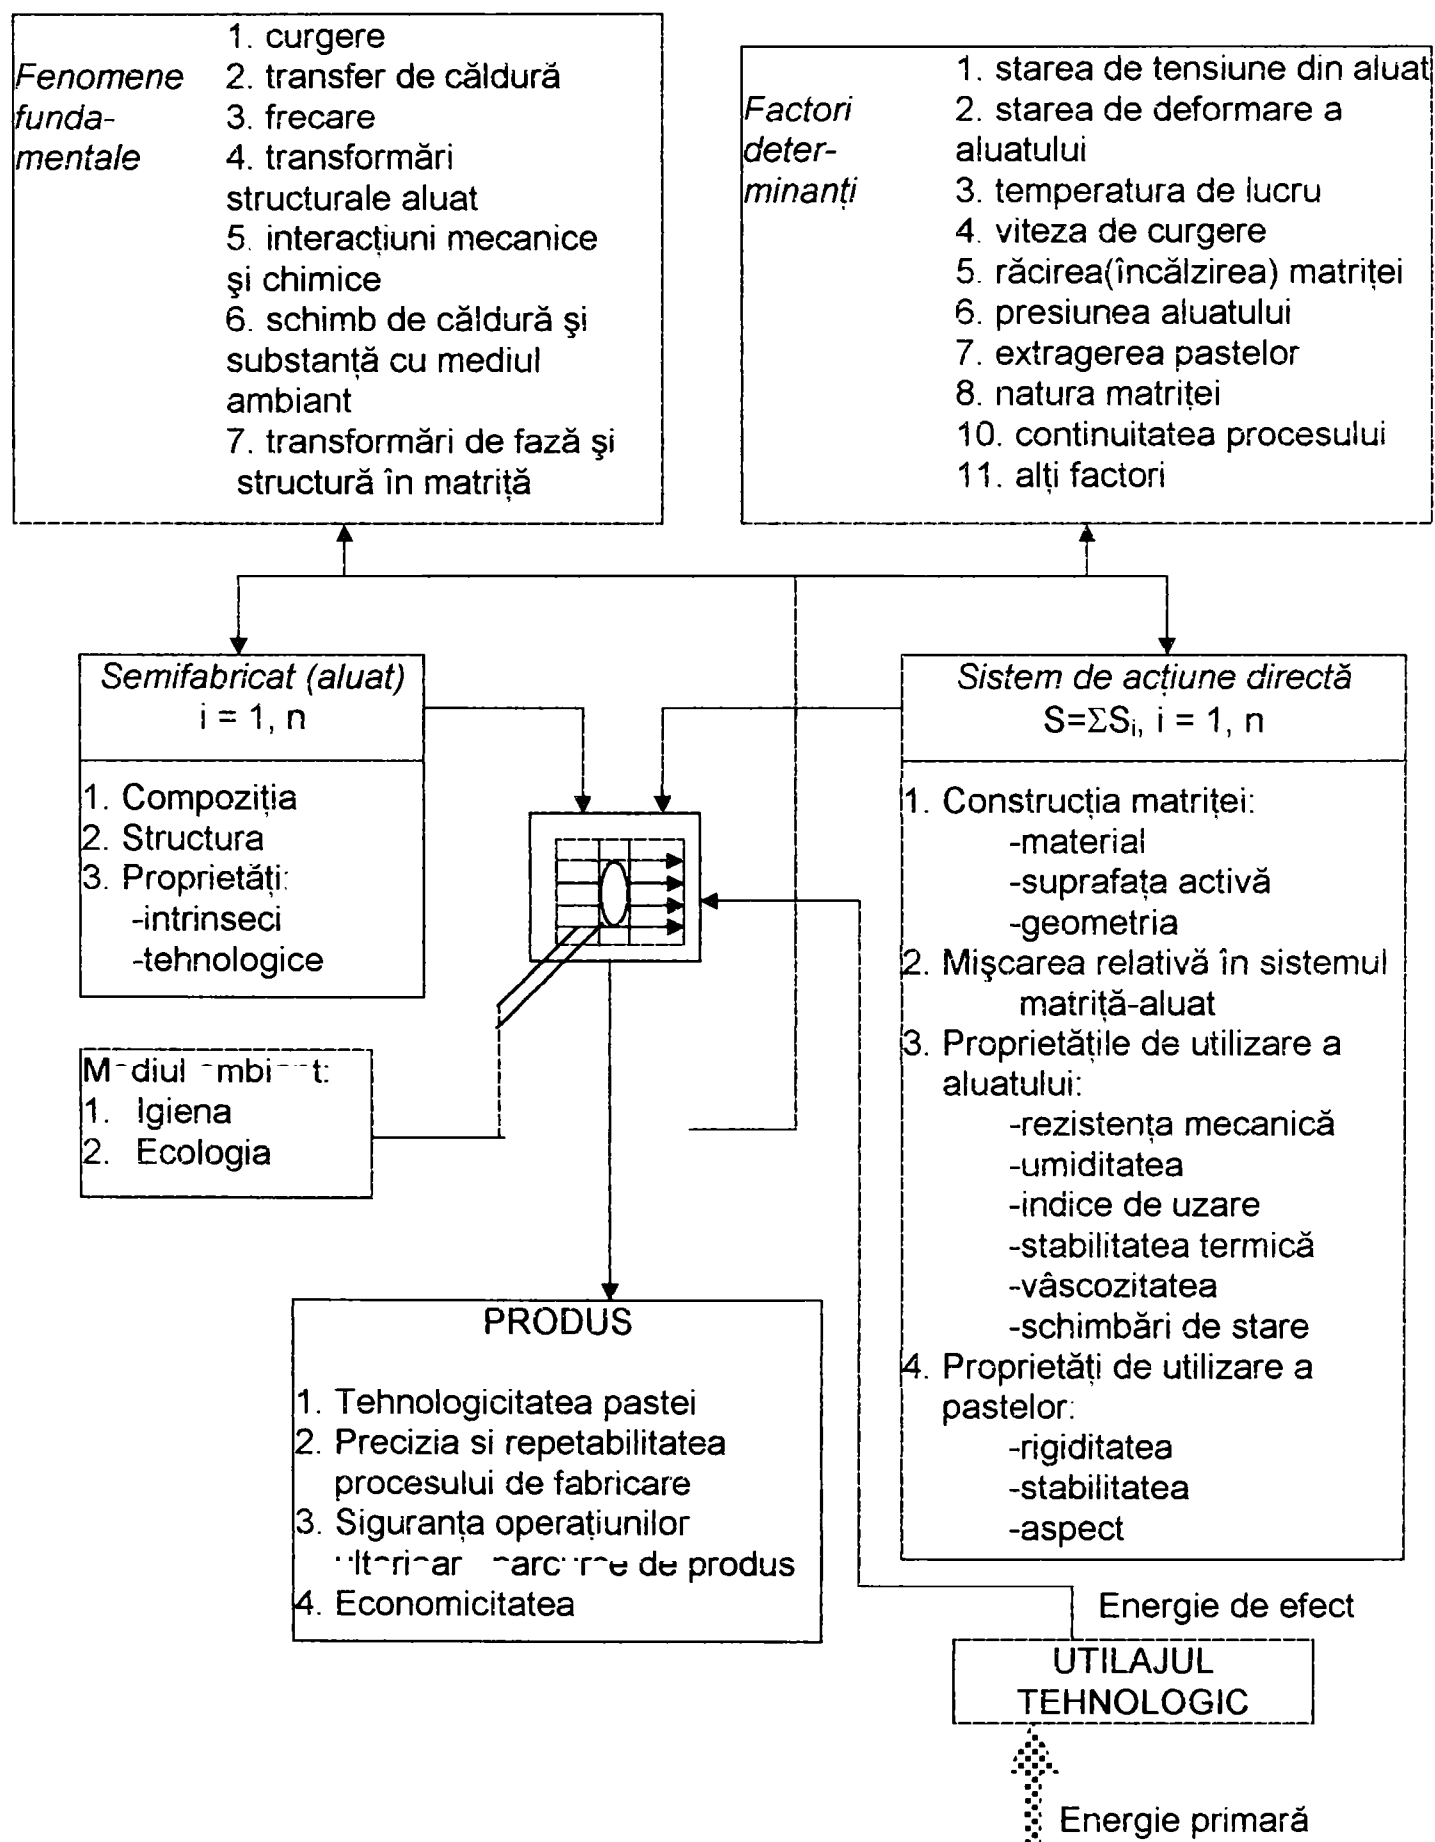 Fenomene
funda-
mentale
1. curgere
2. transfer de căldură
3. frecare
4. transformări
structurale aluat
5. interacțiuni mecanice
şi chimice
6. schimb de căldură şi
substanță cu mediul
ambiant
7. transformări de fază şi
structură în matriță
Factori
deter-
minanți
1. starea de tensiune din aluat
2. starea de deformare a
aluatului
3. temperatura de lucru
4. viteza de curgere
5. răcirea(încălzirea) matriței
6. presiunea aluatului
7. extragerea pastelor
8. natura matriței
10. continuitatea procesului
11. alți factori
Semifabricat (aluat)
i = 1, n
1. Compoziția
2. Structura
3. Proprietăți:
-intrinseci
-tehnologice
Sistem de acțiune directă
S=ΣSi, i = 1, n
1. Construcția matriței:
-material
-suprafața activă
-geometria
2. Mişcarea relativă în sistemul
matriță-aluat
3. Proprietățile de utilizare a
aluatului:
-rezistența mecanică
-umiditatea
-indice de uzare
-stabilitatea termică
-vâscozitatea
-schimbări de stare
4. Proprietăți de utilizare a
pastelor:
-rigiditatea
-stabilitatea
-aspect
1. Igiena
2. Ecologia
PRODUS
1. Tehnologicitatea pastei
2. Precizia si repetabilitatea
procesului de fabricare
3. Siguranța operațiunilor
de produs
4. Economicitatea
Energie de efect
UTILAJUL
TEHNOLOGIC
Energie primară